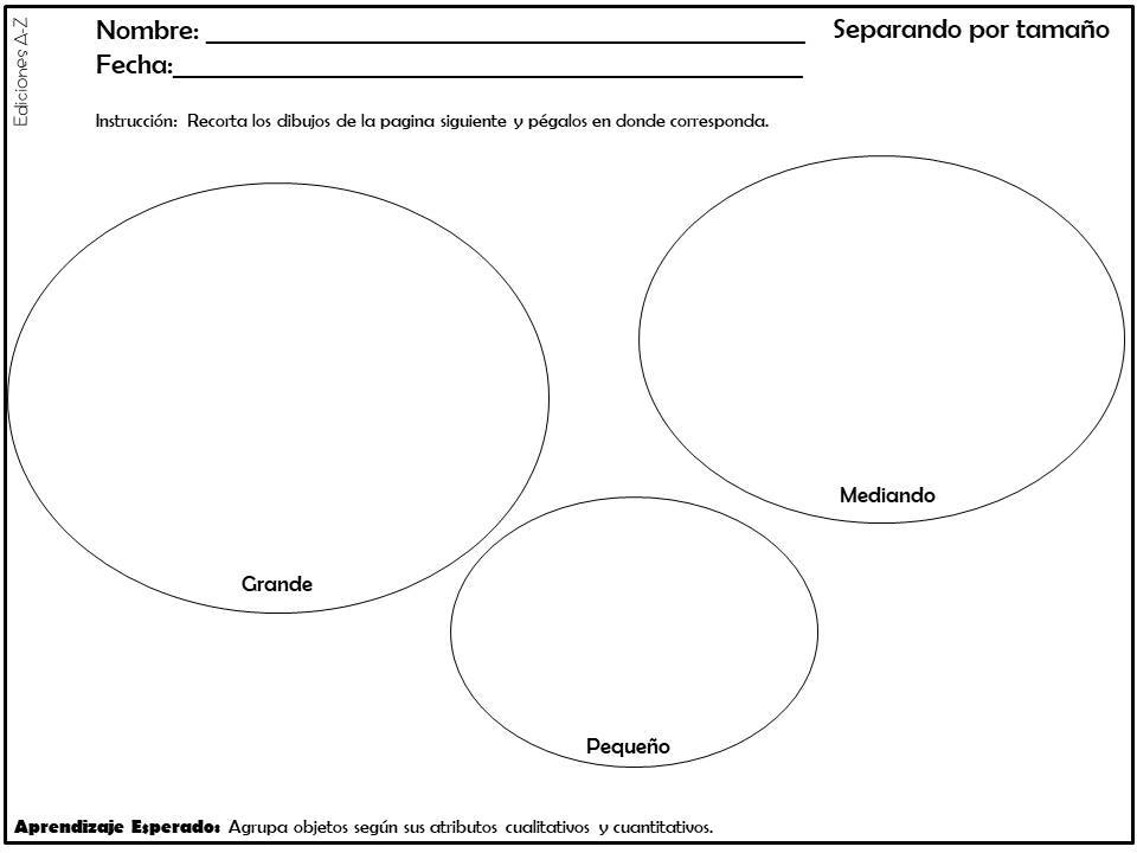 Ediciones A-Z
Nombre:
Separando por tamaño
Fecha:
Instrucción: Recorta los dibujos de la pagina siguiente y pégalos en donde corresponda.
Mediando
Grande
Pequeño
Aprendizaje Esperado: Agrupa objetos según sus atributos cualitativos y cuantitativos.